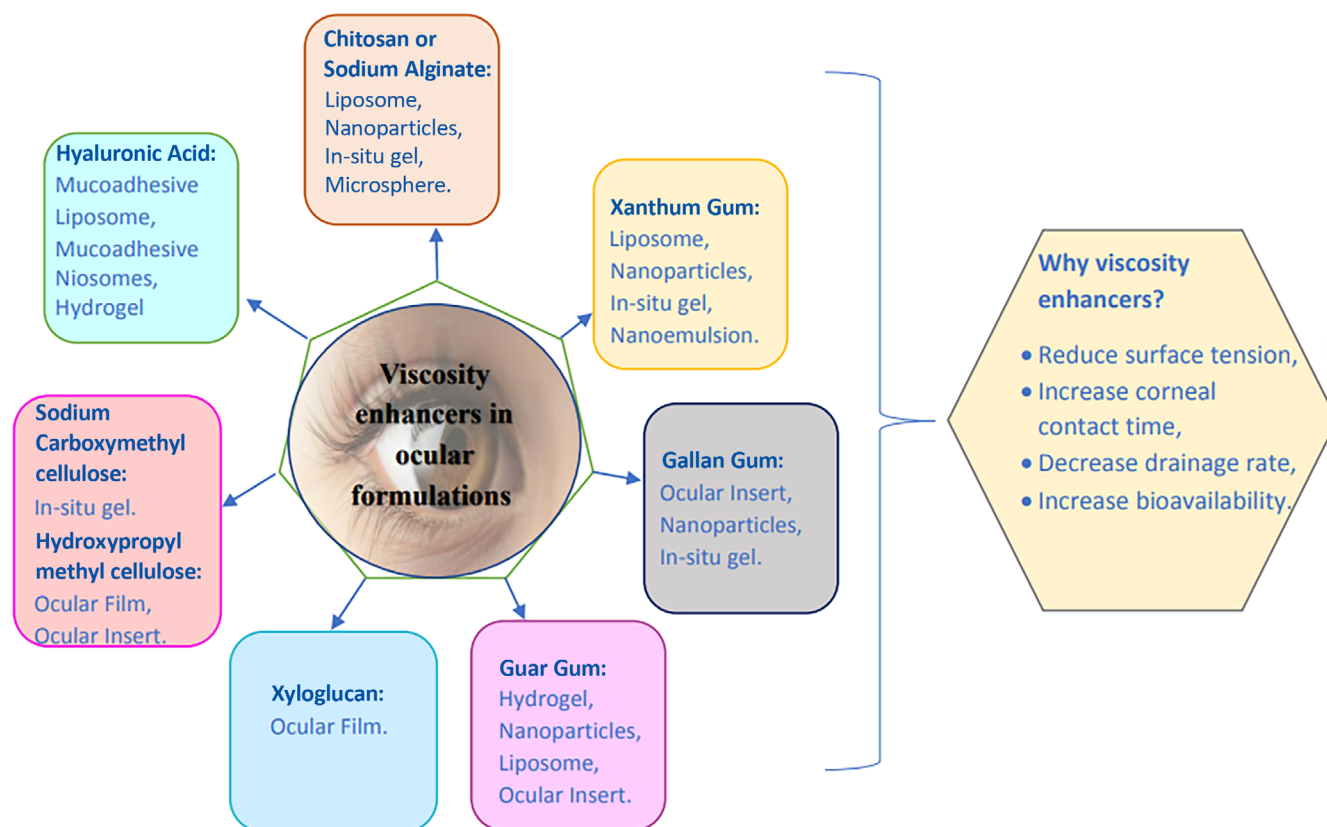 Chitosan or
Sodium Alginate:
Liposome,
Nanoparticles,
In-situ gel,
Microsphere.
Hyaluronic Acid:
Mucoadhesive
Liposome,
Mucoadhesive
Niosomes,
Hydrogel
Xanthum Gum:
Liposome,
Nanoparticles,
In-situ gel,
Nanoemulsion.
Viscosity
enhancers in
ocular
formulations
Sodium
Carboxymethyl
cellulose:
In-situ gel.
Hydroxypropyl
methyl cellulose:
Ocular Film,
Ocular Insert.
Gallan Gum:
Ocular Insert,
Nanoparticles,
In-situ gel.
Xyloglucan:
Ocular Film.
Guar Gum:
Hydrogel,
Nanoparticles,
Liposome,
Ocular Insert.
Why viscosity
enhancers?
• Reduce surface tension,
• Increase corneal
contact time,
• Decrease drainage rate,
• Increase bioavailability.